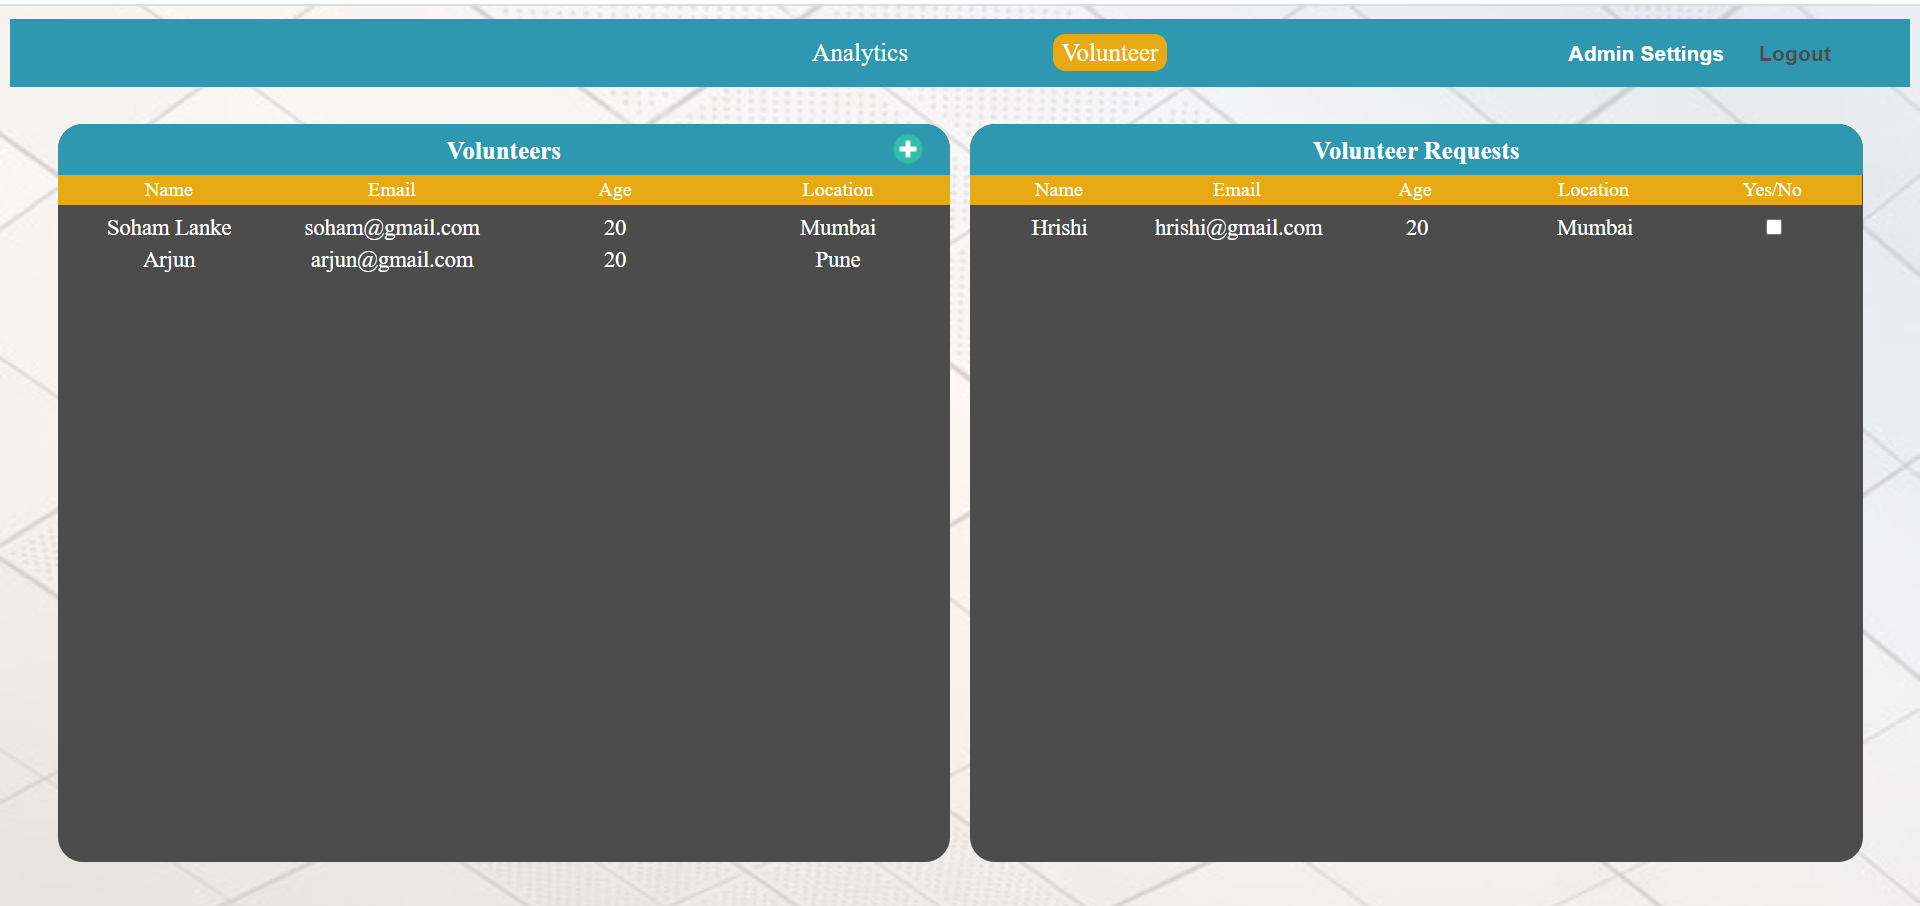 Analytics Volunteer Admin Settings Logout
Volunteers
Name Email Age Location
Soham Lanke soham@gmail.com 20 Mumbai
Arjun arjun@gmail.com 20 Pune
Volunteer Requests
Name Email Age Location Yes/No
Hrishi hrishi@gmail.com 20 Mumbai